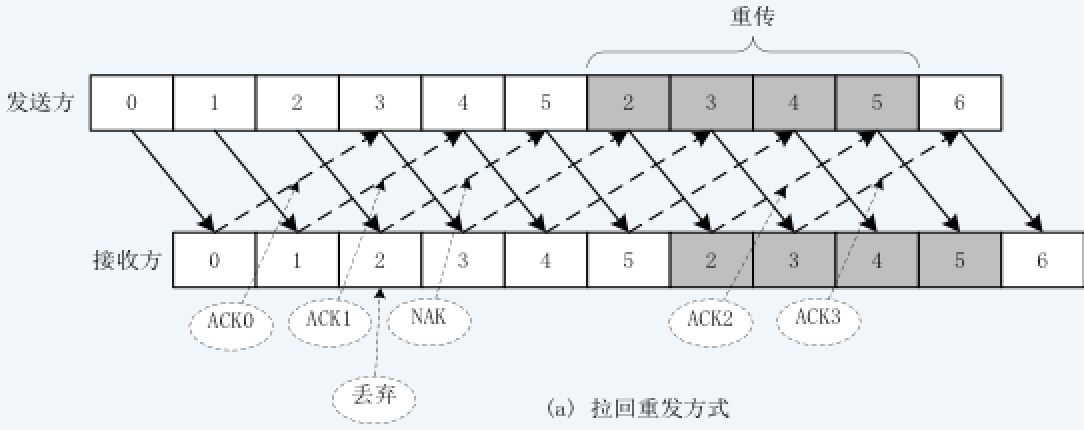 重传
发送方 0 1 2 3 4 5 2 3 4 5 6
接收方 0 1 2 3 4 5 2 3 4 5 6
ACK0 ACK1 NAK ACK2 ACK3
丢弃
(a) 拉回重发方式